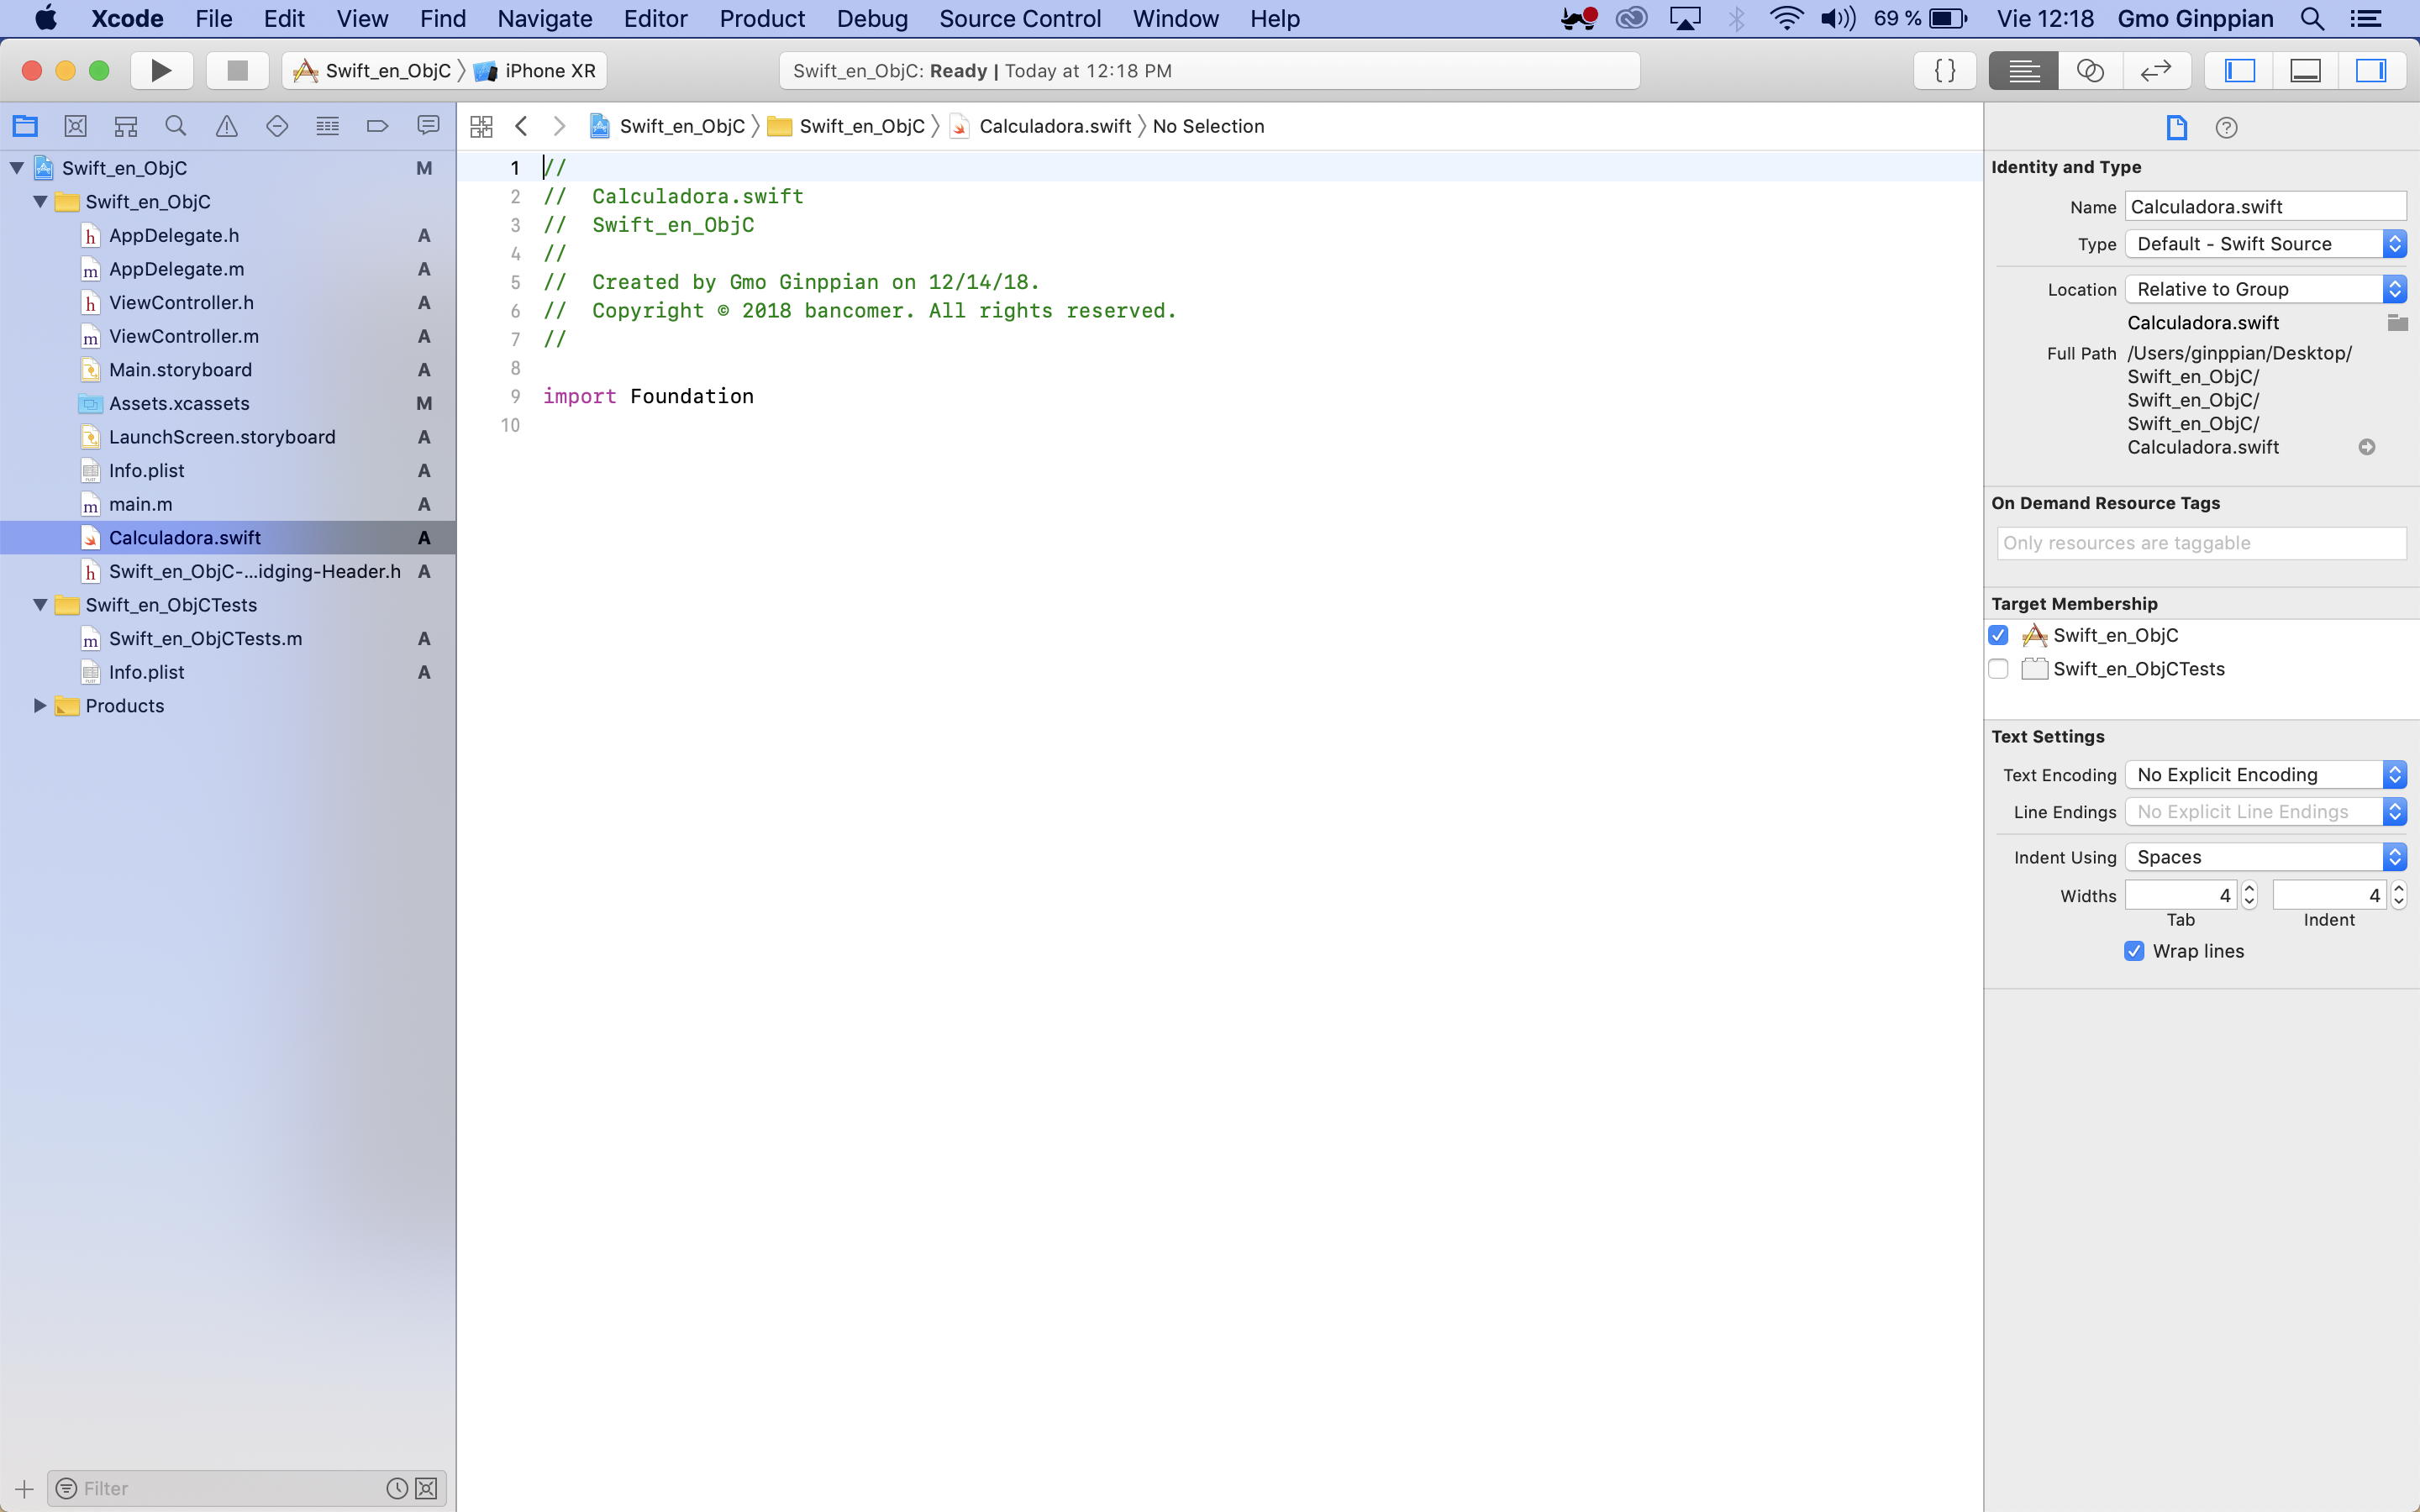 Xcode File Edit View Find Navigate Editor Product Debug Source Control Window Help 69 % Vie 12:18 Gmo Ginppian
Swift_en_ObjC iPhone XR
Swift_en_ObjC: Ready | Today at 12:18 PM
{ }
Swift_en_ObjC Swift_en_ObjC Calculadora.swift No Selection
Swift_en_ObjC M
Swift_en_ObjC
AppDelegate.h A
AppDelegate.m A
ViewController.h A
ViewController.m A
Main.storyboard A
Assets.xcassets M
LaunchScreen.storyboard A
Info.plist A
main.m A
Calculadora.swift A
Swift_en_ObjC-...idging-Header.h A
Swift_en_ObjCTests
Swift_en_ObjCTests.m A
Info.plist A
Products
Filter
1 //
2 //  Calculadora.swift
3 //  Swift_en_ObjC
4 //
5 //  Created by Gmo Ginppian on 12/14/18.
6 //  Copyright © 2018 bancomer. All rights reserved.
7 //
8
9 import Foundation
10
Identity and Type
Name Calculadora.swift
Type Default - Swift Source
Location Relative to Group
Calculadora.swift
Full Path /Users/ginppian/Desktop/
Swift_en_ObjC/
Swift_en_ObjC/
Swift_en_ObjC/
Calculadora.swift
On Demand Resource Tags
Only resources are taggable
Target Membership
Swift_en_ObjC
Swift_en_ObjCTests
Text Settings
Text Encoding No Explicit Encoding
Line Endings No Explicit Line Endings
Indent Using Spaces
Widths 4 4
Tab Indent
Wrap lines